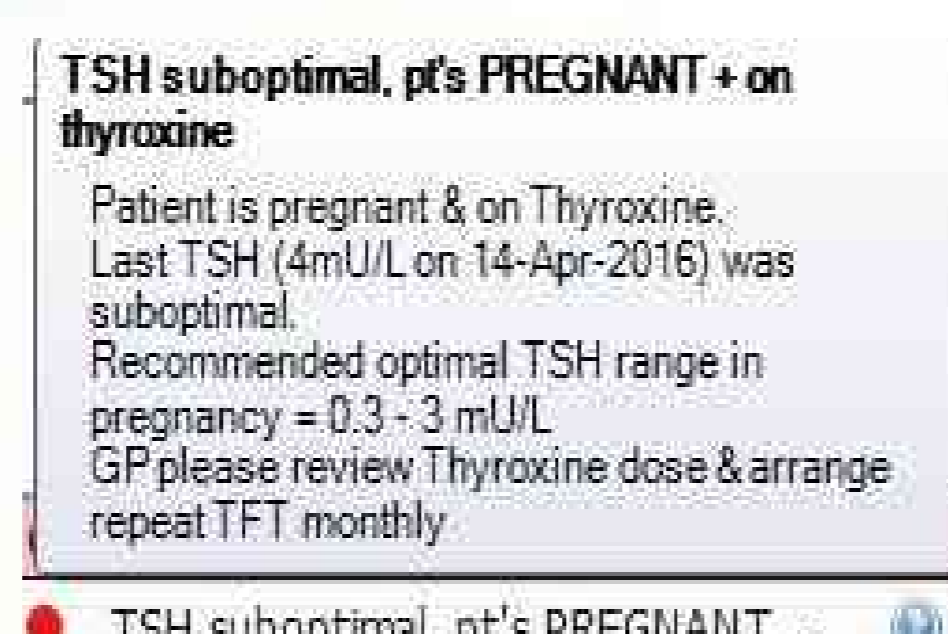 TSH suboptimal, pt's PREGNANT + on
thyroxine
Patient is pregnant & on Thyroxine.
Last TSH (4mU/L on 14-Apr-2016) was
suboptimal.
Recommended optimal TSH range in
pregnancy = 0.3 - 3 mU/L
GP please review Thyroxine dose & arrange
repeat TFT monthly
TSH suboptimal, pt's PREGNANT